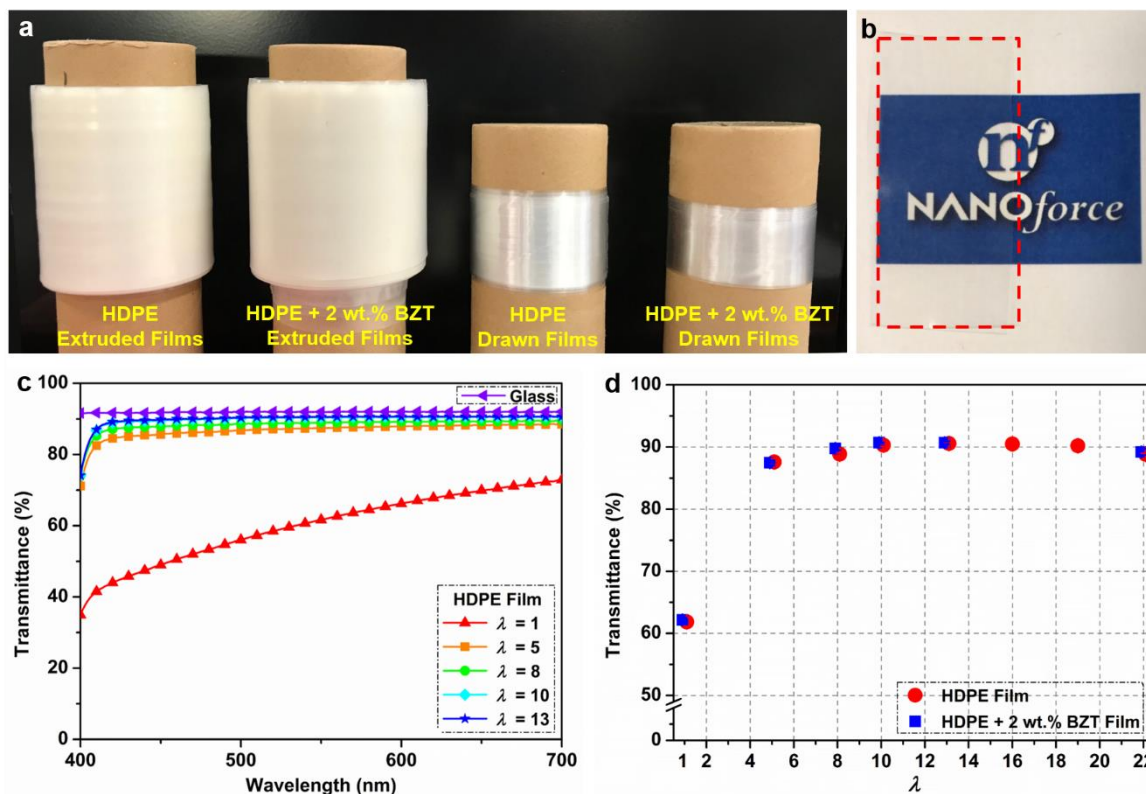 a
HDPE
Extruded Films
HDPE + 2 wt.% BZT
Extruded Films
HDPE
Drawn Films
HDPE + 2 wt.% BZT
Drawn Films
b
nf
NANOforce
c
100
80
60
40
20
0
Transmittance (%)
400
500
600
700
Wavelength (nm)
Glass
HDPE Film
λ = 1
λ = 5
λ = 8
λ = 10
λ = 13
d
100
90
80
70
60
50
0
Transmittance (%)
1 2 4 6 8 10 12 14 16 18 20 22
λ
HDPE Film
HDPE + 2 wt.% BZT Film